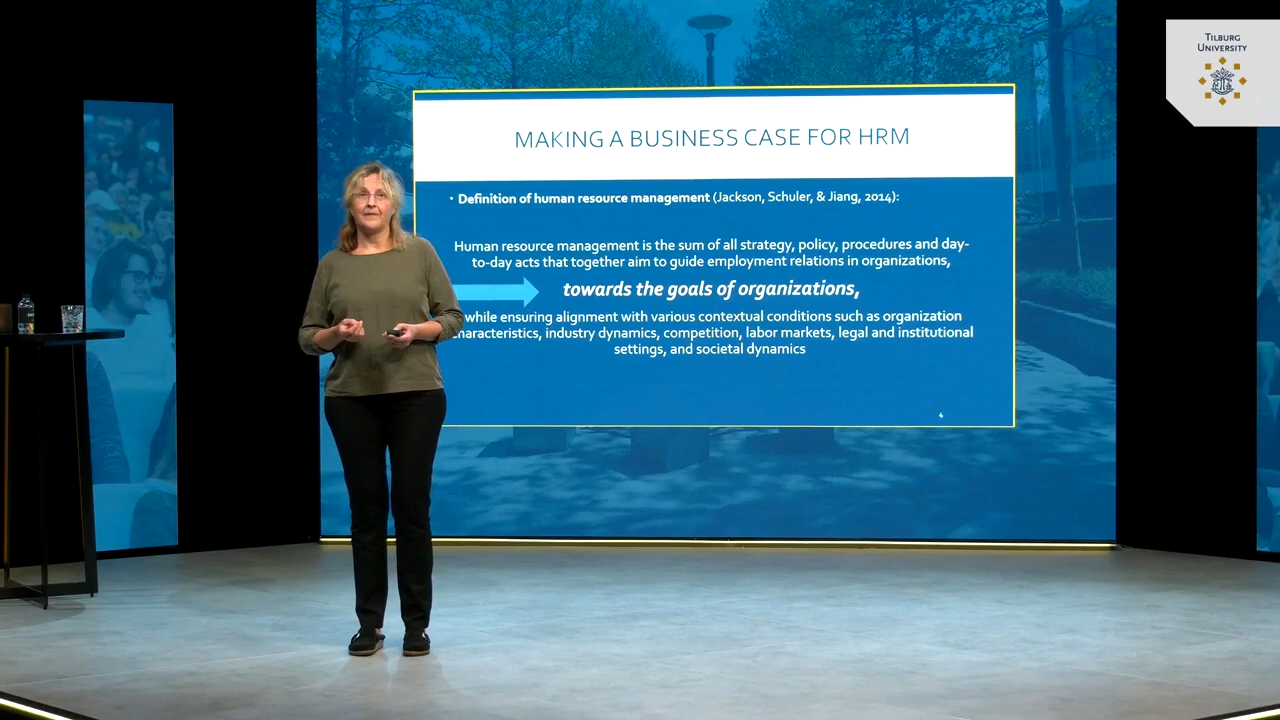 TILBURG
UNIVERSITY
MAKING A BUSINESS CASE FOR HRM
• Definition of human resource management (Jackson, Schuler, & Jiang, 2014):
Human resource management is the sum of all strategy, policy, procedures and day-
to-day acts that together aim to guide employment relations in organizations,
towards the goals of organizations,
while ensuring alignment with various contextual conditions such as organization
characteristics, industry dynamics, competition, labor markets, legal and institutional
settings, and societal dynamics
4